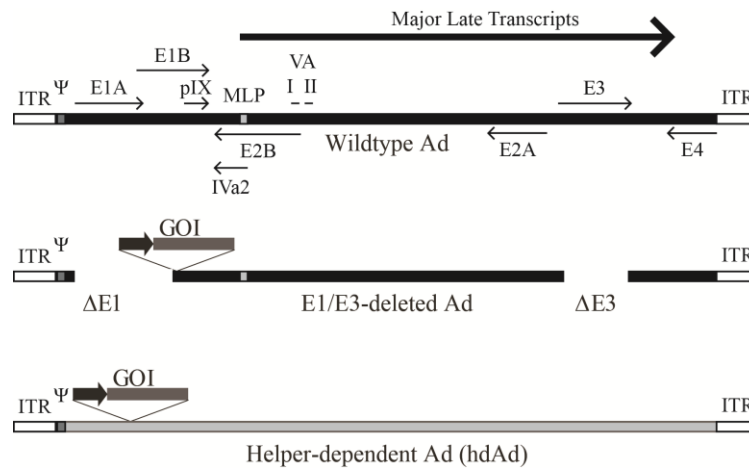 Major Late Transcripts
E1B
VA
ITR Ψ E1A pIX MLP I II E3 ITR
E2B Wildtype Ad E2A E4
IVa2
GOI
ITR Ψ ITR
ΔE1 E1/E3-deleted Ad ΔE3
GOI
ITR Ψ ITR
Helper-dependent Ad (hdAd)